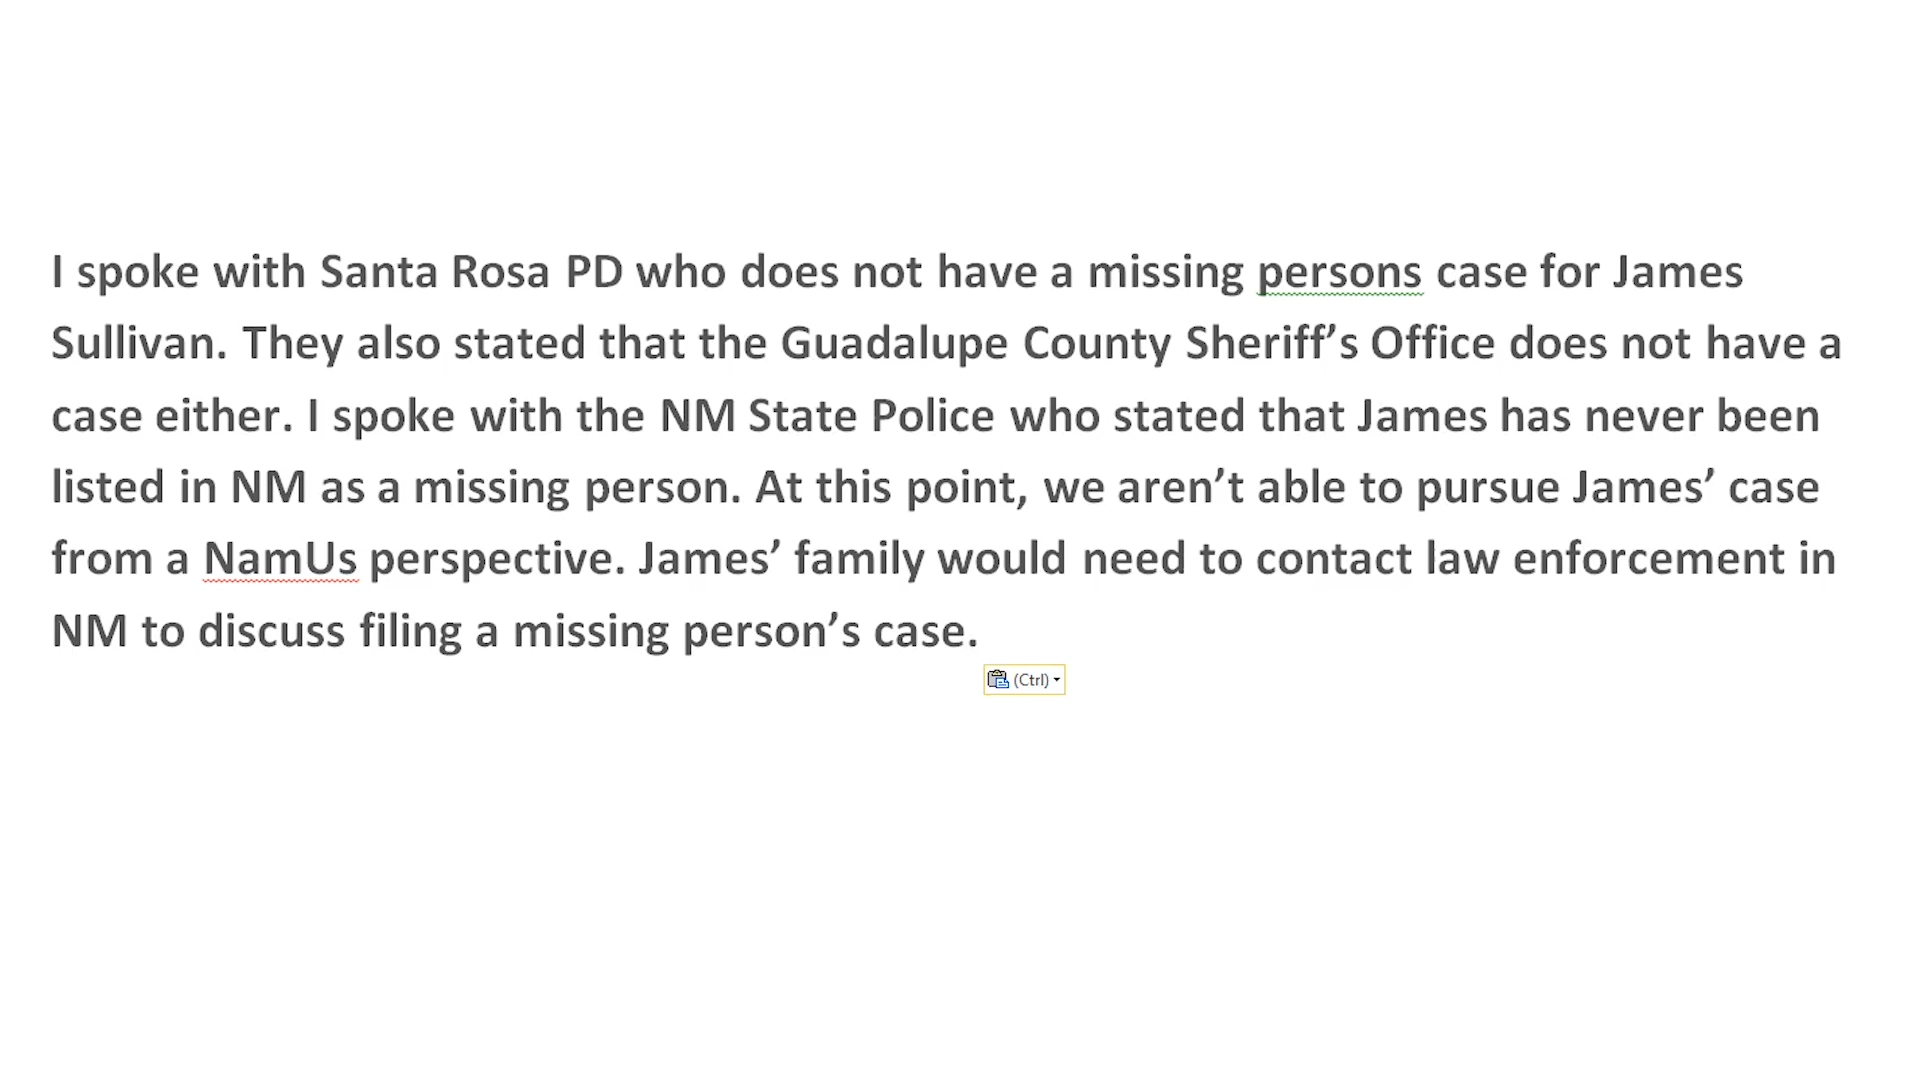 I spoke with Santa Rosa PD who does not have a missing persons case for James
Sullivan. They also stated that the Guadalupe County Sheriff’s Office does not have a
case either. I spoke with the NM State Police who stated that James has never been
listed in NM as a missing person. At this point, we aren’t able to pursue James’ case
from a NamUs perspective. James’ family would need to contact law enforcement in
NM to discuss filing a missing person’s case.
(Ctrl)